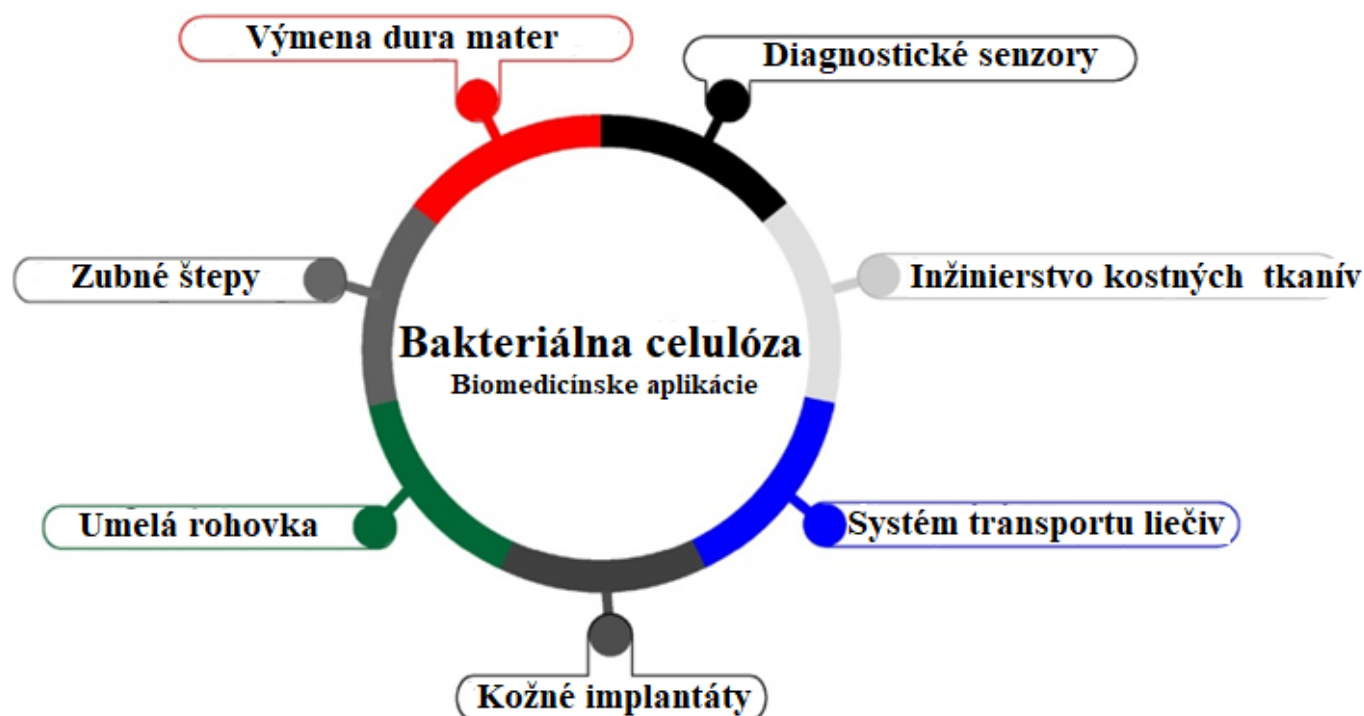 Výmena dura mater
Diagnostické senzory
Zubné štepy
Inžinierstvo kostných tkanív
Bakteriálna celulóza
Biomedicínske aplikácie
Umelá rohovka
Systém transportu liečiv
Kožné implantáty